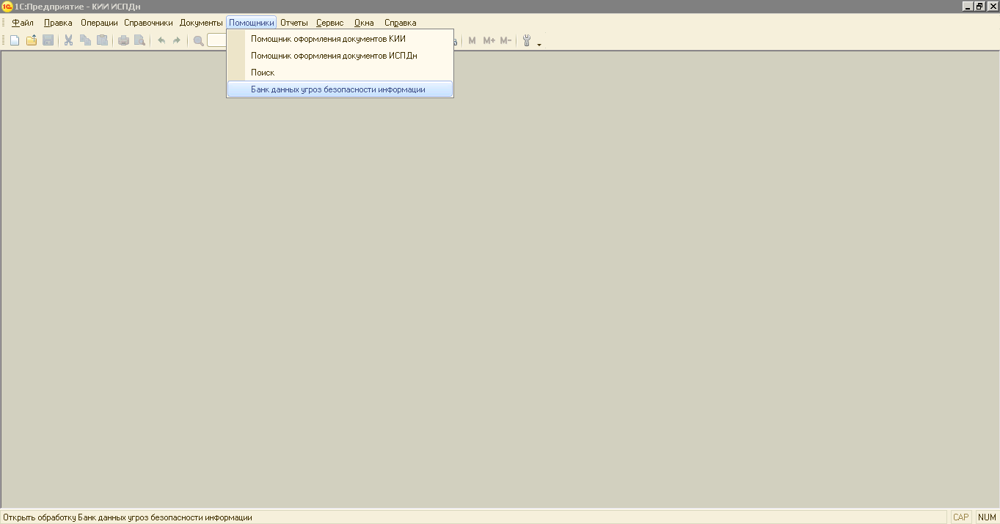 1С:Предприятие - КИИ ИСПДн
Файл Правка Операции Справочники Документы Помощники Отчеты Сервис Окна Справка
M M+ M-
Помощник оформления документов КИИ
Помощник оформления документов ИСПДн
Поиск
Банк данных угроз безопасности информации
Открыть обработку Банк данных угроз безопасности информации CAP NUM